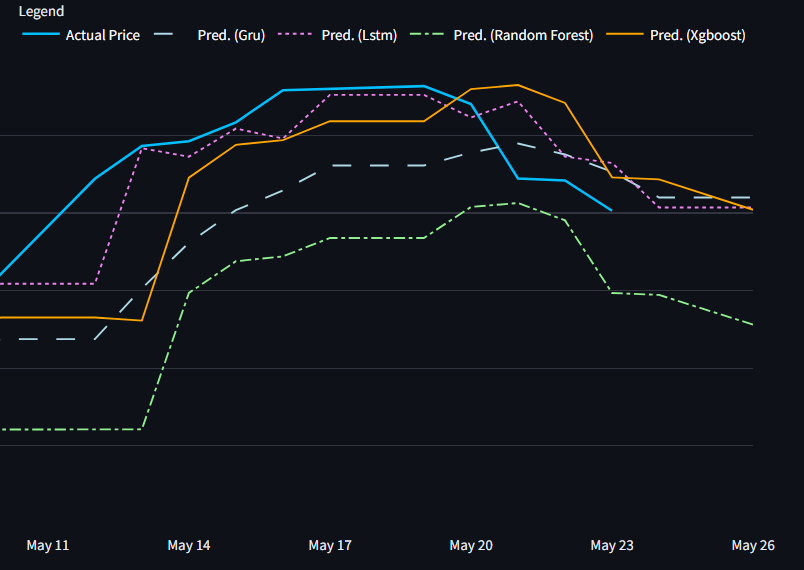 Legend
Actual Price Pred. (Gru) Pred. (Lstm) Pred. (Random Forest) Pred. (Xgboost)
May 11 May 14 May 17 May 20 May 23 May 26